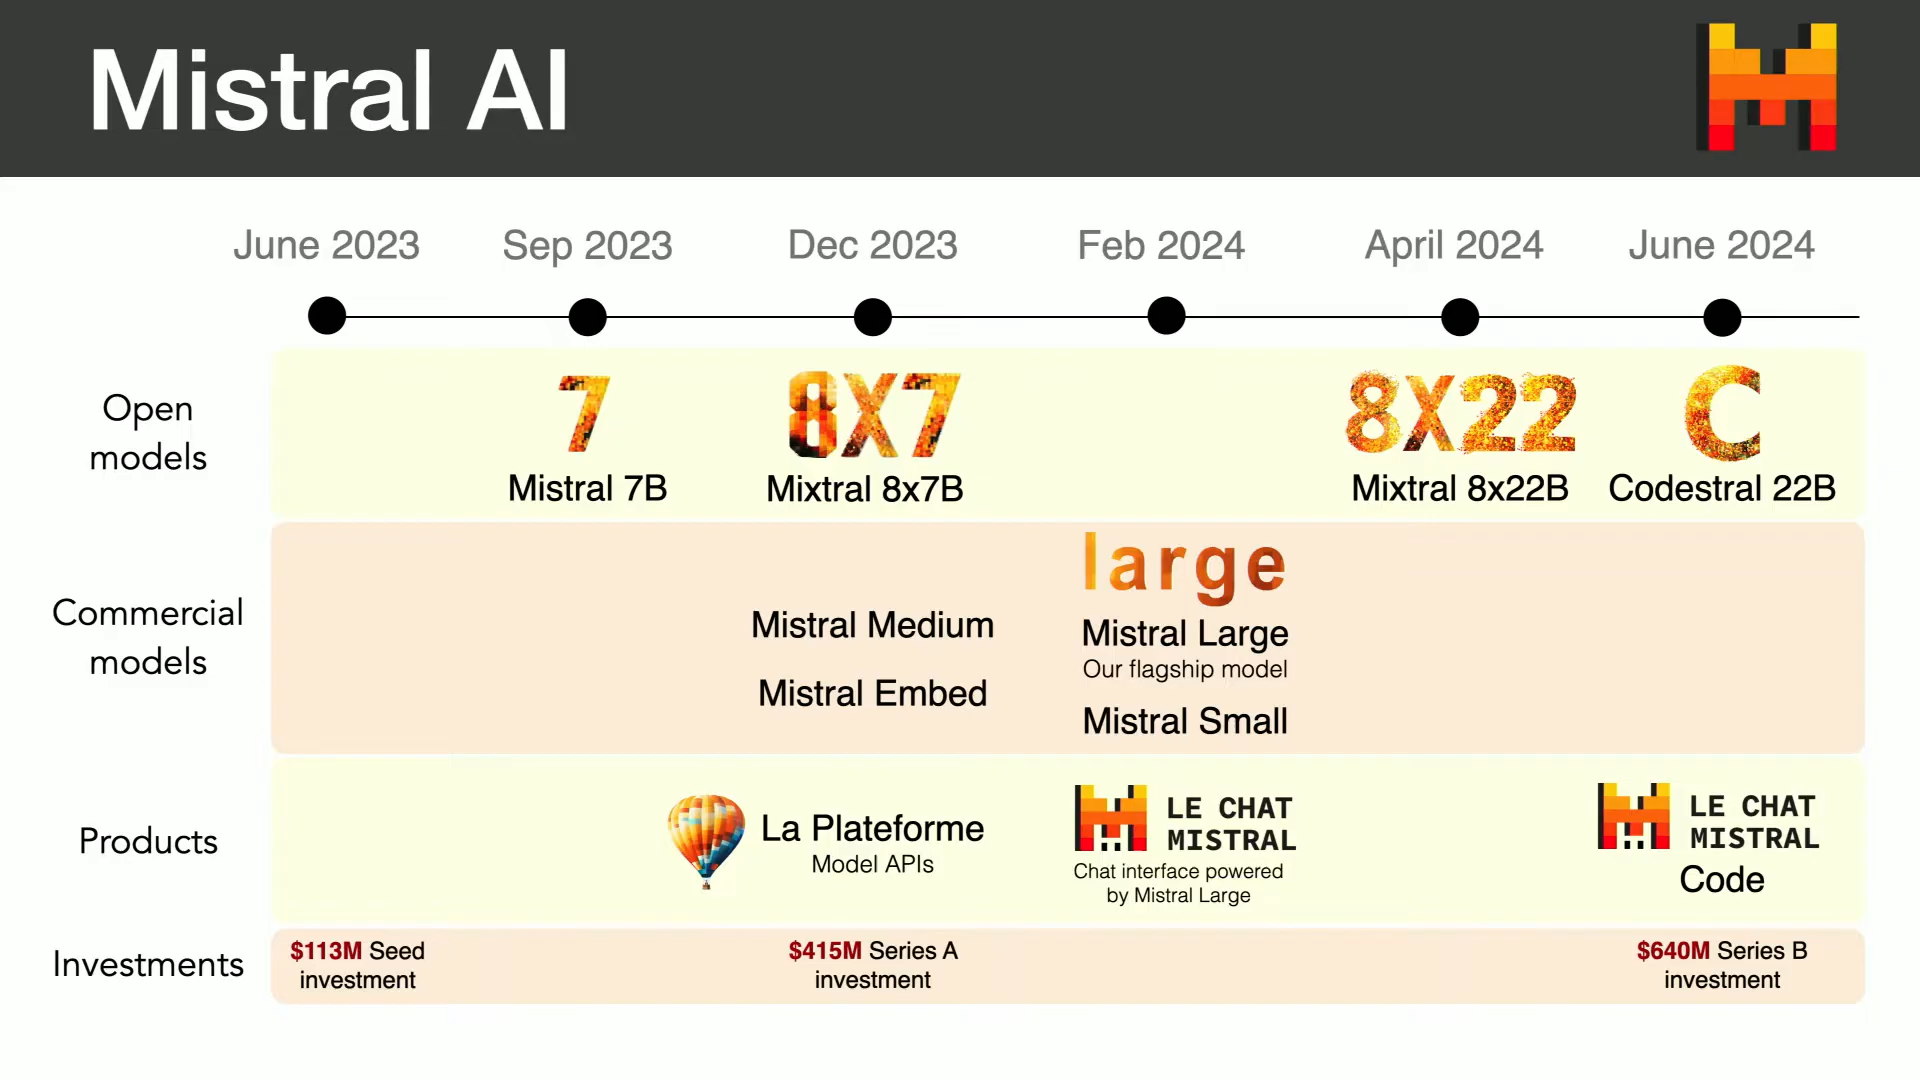 Mistral AI
June 2023
Sep 2023
Dec 2023
Feb 2024
April 2024
June 2024
Open
models
7
8X7
8X22
C
Mistral 7B
Mixtral 8x7B
Mixtral 8x22B
Codestral 22B
Commercial
models
Mistral Medium
Mistral Embed
large
Mistral Large
Our flagship model
Mistral Small
Products
La Plateforme
Model APIs
LE CHAT
MISTRAL
Chat interface powered
by Mistral Large
LE CHAT
MISTRAL
Code
Investments
$113M Seed
investment
$415M Series A
investment
$640M Series B
investment